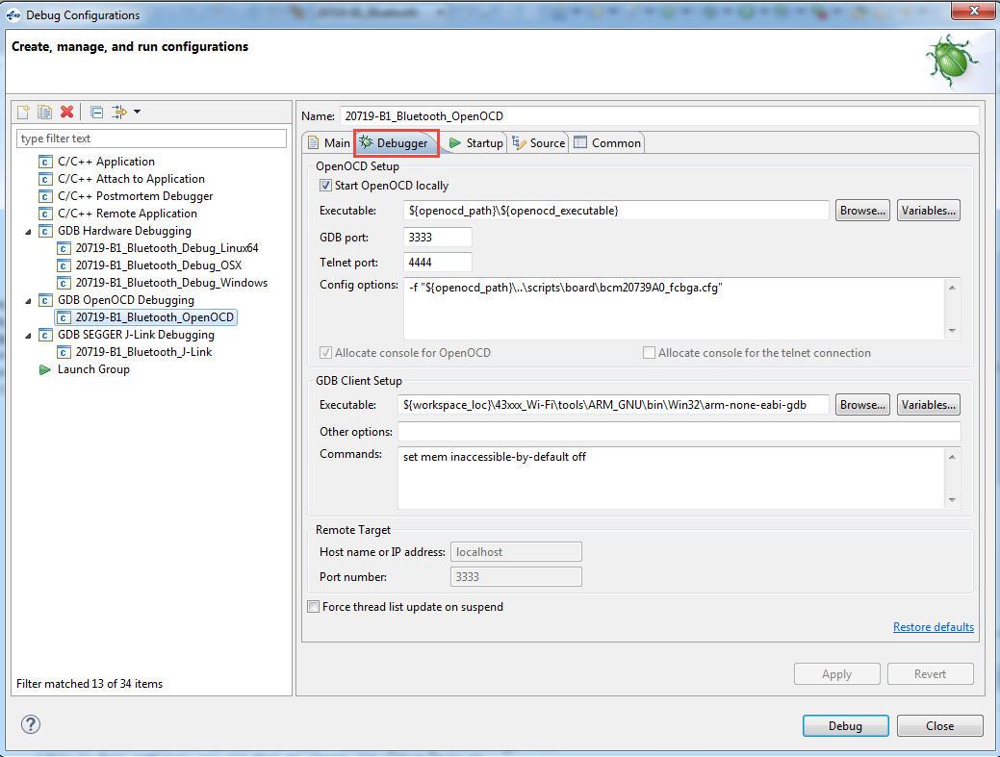 Debug Configurations
Create, manage, and run configurations
type filter text
C/C++ Application
C/C++ Attach to Application
C/C++ Postmortem Debugger
C/C++ Remote Application
GDB Hardware Debugging
20719-B1_Bluetooth_Debug_Linux64
20719-B1_Bluetooth_Debug_OSX
20719-B1_Bluetooth_Debug_Windows
GDB OpenOCD Debugging
20719-B1_Bluetooth_OpenOCD
GDB SEGGER J-Link Debugging
20719-B1_Bluetooth_J-Link
Launch Group
Filter matched 13 of 34 items
Name: 20719-B1_Bluetooth_OpenOCD
Main Debugger Startup Source Common
OpenOCD Setup
Start OpenOCD locally
Executable: ${openocd_path}\${openocd_executable} Browse... Variables...
GDB port: 3333
Telnet port: 4444
Config options: -f "${openocd_path}\..\scripts\board\bcm20739A0_fcbga.cfg"
Allocate console for OpenOCD Allocate console for the telnet connection
GDB Client Setup
Executable: ${workspace_loc}\43xxx_Wi-Fi\tools\ARM_GNU\bin\Win32\arm-none-eabi-gdb Browse... Variables...
Other options:
Commands: set mem inaccessible-by-default off
Remote Target
Host name or IP address: localhost
Port number: 3333
Force thread list update on suspend
Restore defaults
Apply Revert
Debug Close